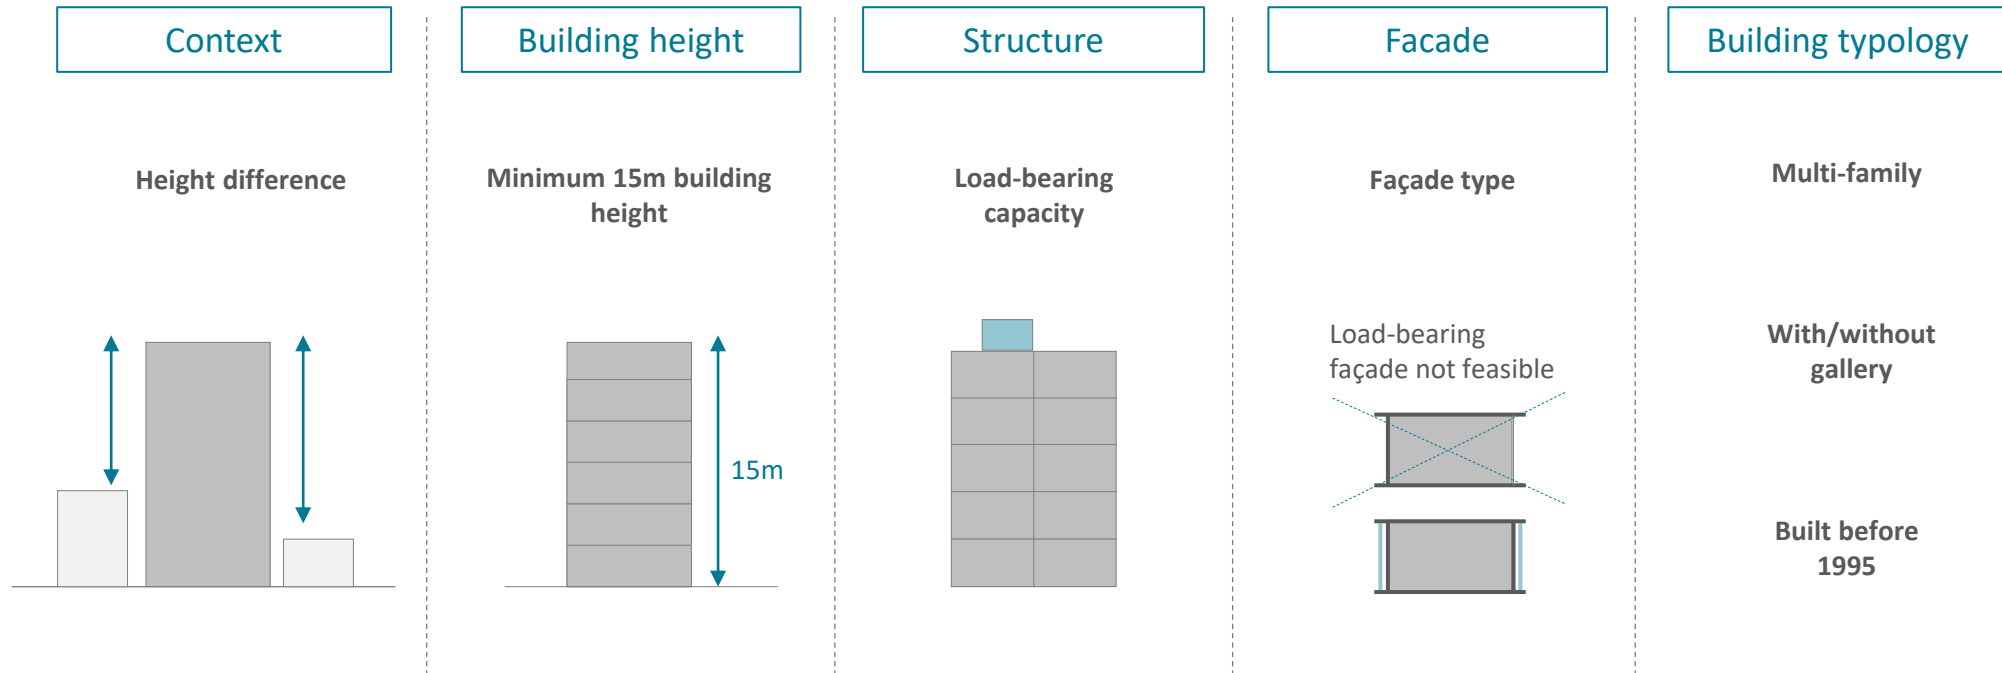 Context
Building height
Structure
Facade
Building typology
Height difference
Minimum 15m building
height
Load-bearing
capacity
Façade type
Multi-family
15m
Load-bearing
façade not feasible
With/without
gallery
Built before
1995